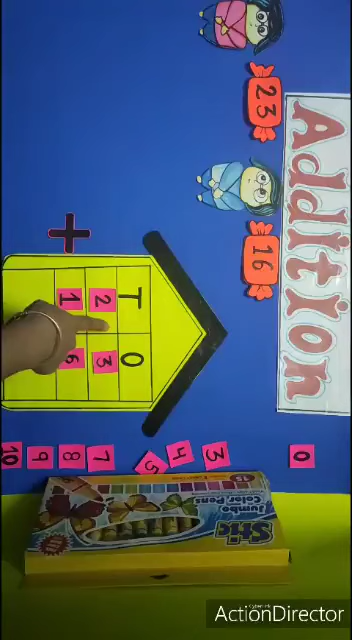 Addition
23
16
T O
2 3
+ 1 6
0
3
4
5
7
8
9
10
Stic
Jumbo
Color Pens
ActionDirector